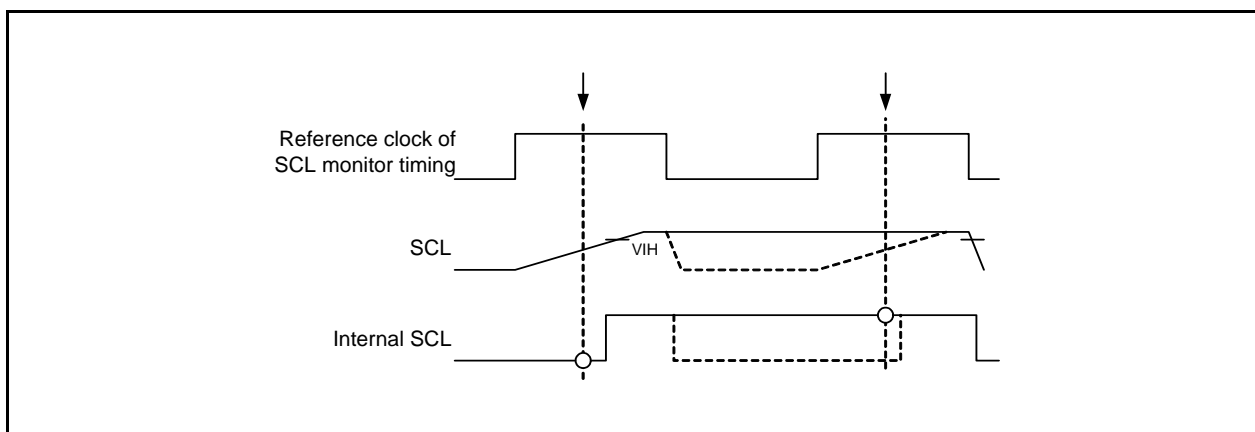 Reference clock of
SCL monitor timing
SCL
VIH
Internal SCL